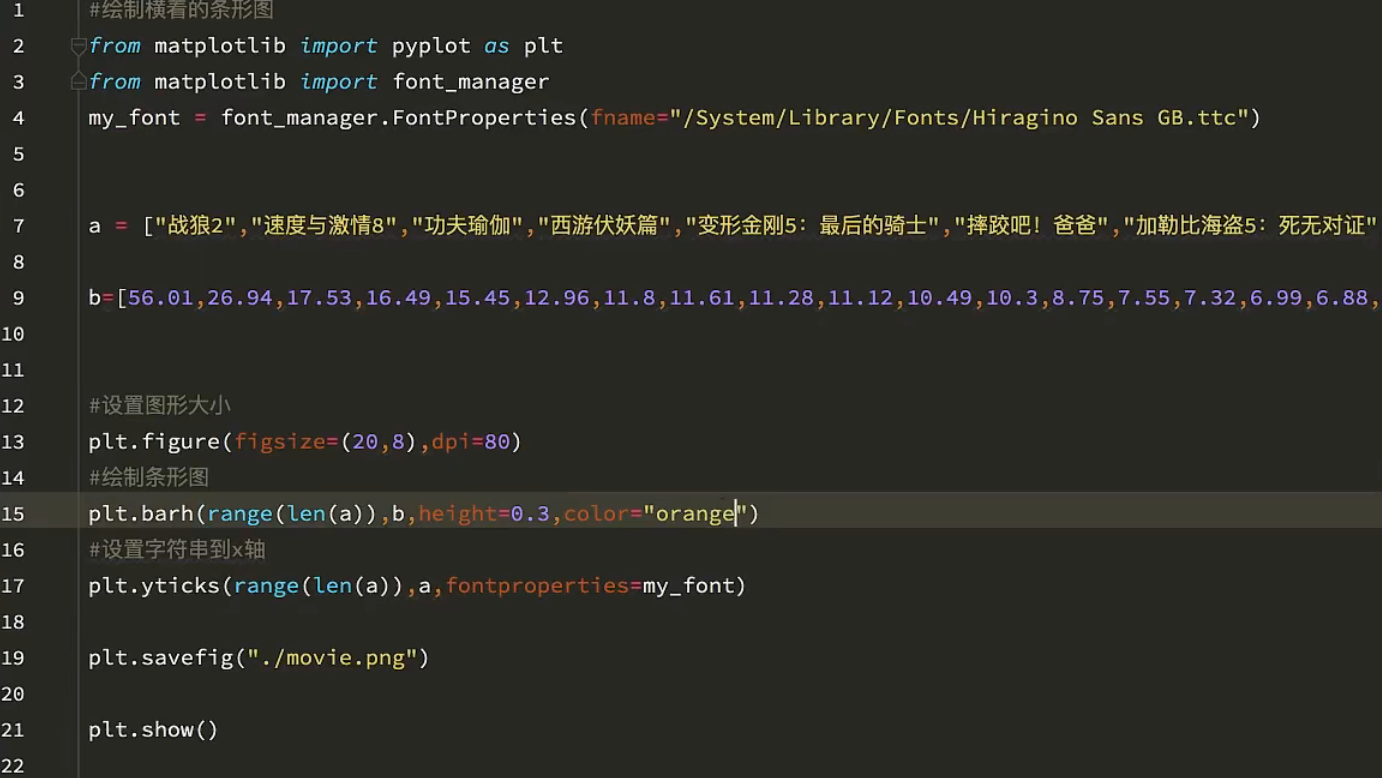 1 #绘制横着的条形图
2 from matplotlib import pyplot as plt
3 from matplotlib import font_manager
4 my_font = font_manager.FontProperties(fname="/System/Library/Fonts/Hiragino Sans GB.ttc")
5
6
7 a = ["战狼2","速度与激情8","功夫瑜伽","西游伏妖篇","变形金刚5：最后的骑士","摔跤吧！爸爸","加勒比海盗5：死无对证"
8
9 b=[56.01,26.94,17.53,16.49,15.45,12.96,11.8,11.61,11.28,11.12,10.49,10.3,8.75,7.55,7.32,6.99,6.88,
10
11
12 #设置图形大小
13 plt.figure(figsize=(20,8),dpi=80)
14 #绘制条形图
15 plt.barh(range(len(a)),b,height=0.3,color="orange")
16 #设置字符串到x轴
17 plt.yticks(range(len(a)),a,fontproperties=my_font)
18
19 plt.savefig("./movie.png")
20
21 plt.show()
22